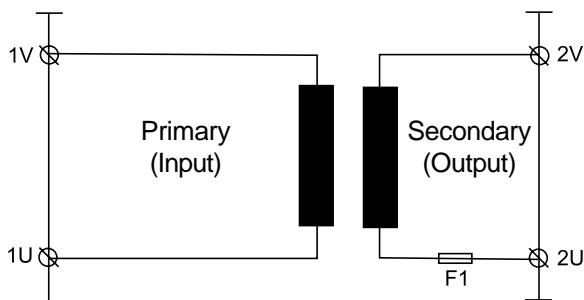 1V
2V
Primary
(Input)
Secondary
(Output)
1U
2U
F1